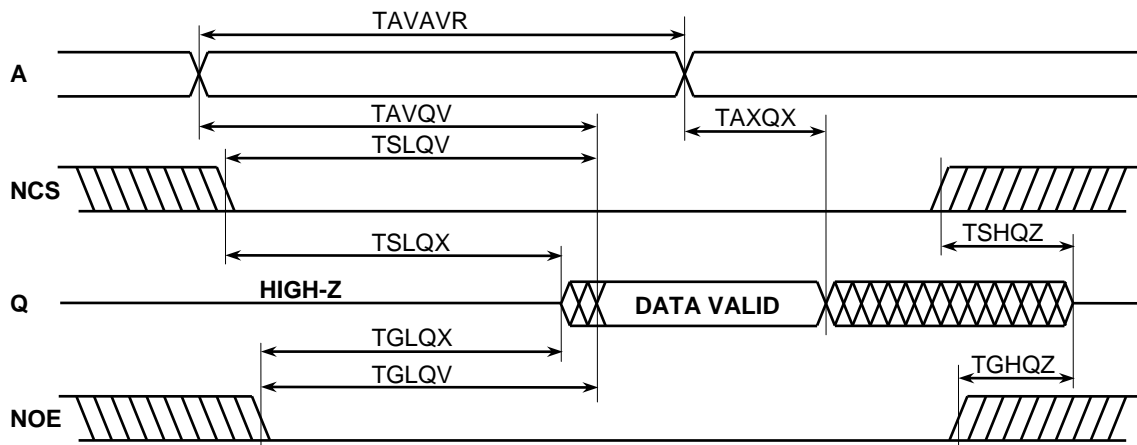 TAVAVR
A
TAVQV
TAXQX
TSLQV
NCS
TSLQX
TSHQZ
HIGH-Z
Q
DATA VALID
TGLQX
TGLQV
TGHQZ
NOE